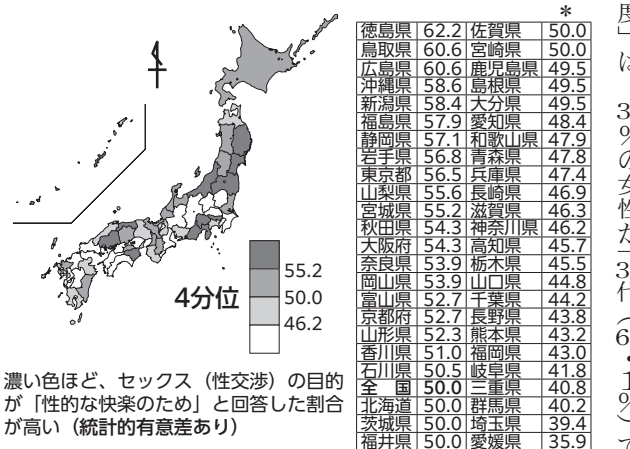 *
徳島県 62.2 佐賀県 50.0
鳥取県 60.6 宮崎県 50.0
広島県 60.6 鹿児島県 49.5
沖縄県 58.6 島根県 49.5
新潟県 58.4 大分県 49.5
福島県 57.9 愛知県 48.4
静岡県 57.1 和歌山県 47.9
岩手県 56.8 青森県 47.8
東京都 56.5 兵庫県 47.4
山梨県 55.6 長崎県 46.9
宮城県 55.2 滋賀県 46.3
秋田県 54.3 神奈川県 46.2
大阪府 54.3 高知県 45.7
奈良県 53.9 栃木県 45.5
岡山県 53.9 山口県 44.8
富山県 52.7 千葉県 44.2
京都府 52.7 長野県 43.8
山形県 52.3 熊本県 43.2
香川県 51.0 福岡県 43.0
石川県 50.5 岐阜県 41.8
全 国 50.0 三重県 40.8
北海道 50.0 群馬県 40.2
茨城県 50.0 埼玉県 39.4
福井県 50.0 愛媛県 35.9
4分位
55.2
50.0
46.2
濃い色ほど、セックス（性交渉）の目的
が「性的な快楽のため」と回答した割合
が高い（統計的有意差あり）
度」は、3％の女性が「3代（6・1％）で